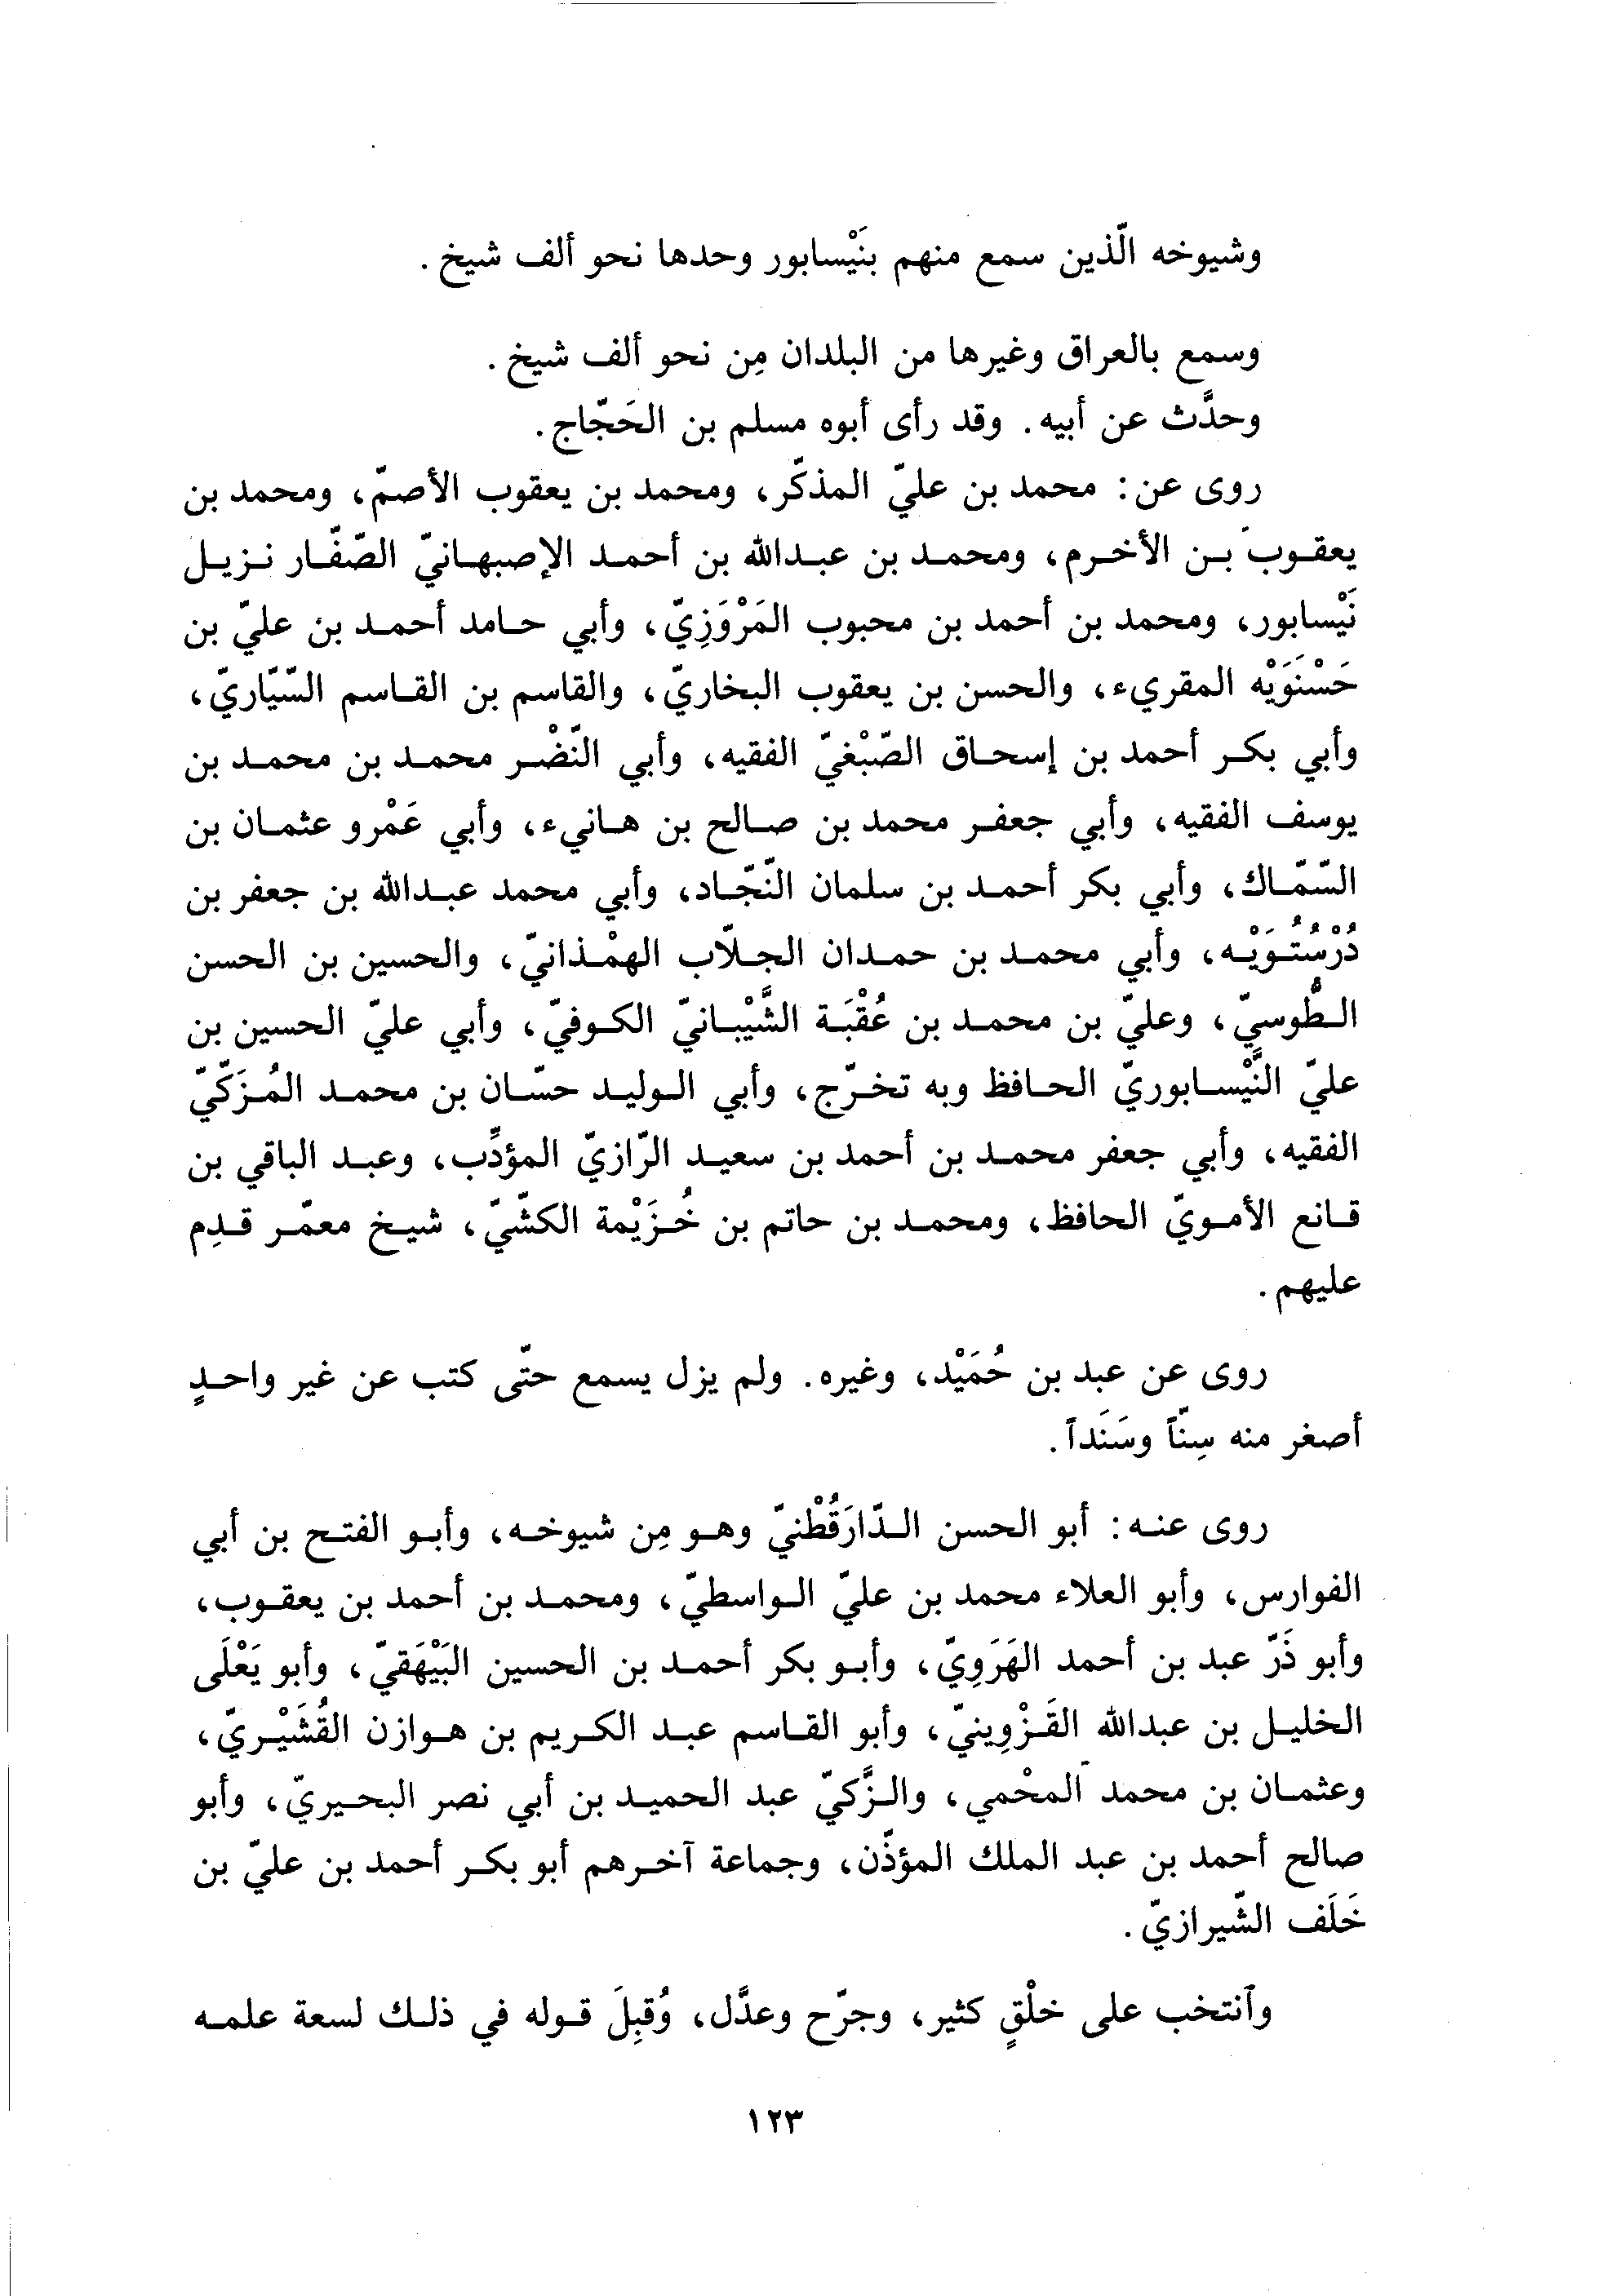 وشيوخه الّذين سمع منهم بنَيْسابور وحدها نحو ألف شيخ.
وسمع بالعراق وغيرها من البلدان مِن نحو ألف شيخ.
وحدَّث عن أبيه. وقد رأى أبوه مسلم بن الحَجّاج.
روى عن: محمد بن عليّ المذكّر، ومحمد بن يعقوب الأصمّ، ومحمد بن
يعقوب بن الأخرم، ومحمد بن عبدالله بن أحمد الإصبهانيّ الصّفّار نزيل
نَيْسابور، ومحمد بن أحمد بن محبوب المَرْوَزِيّ، وأبي حامد أحمد بن عليّ بن
حَسْنَوَيْه المقريء، والحسن بن يعقوب البخاريّ، والقاسم بن القاسم السّيّاريّ،
وأبي بكر أحمد بن إسحاق الصّبْغيّ الفقيه، وأبي النّضْر محمد بن محمد بن
يوسف الفقيه، وأبي جعفر محمد بن صالح بن هانيء، وأبي عَمْرو عثمان بن
السّمّاك، وأبي بكر أحمد بن سلمان النّجّاد، وأبي محمد عبدالله بن جعفر بن
دُرْسْتُوَيْه، وأبي محمد بن حمدان الجلّاب الهمْذانيّ، والحسين بن الحسن
الطُّوسيّ، وعليّ بن محمد بن عُقْبَة الشَّيْبانيّ الكوفيّ، وأبي عليّ الحسين بن
عليّ النَّيْسابوريّ الحافظ وبه تخرّج، وأبي الوليد حسّان بن محمد المُزَكّيّ
الفقيه، وأبي جعفر محمد بن أحمد بن سعيد الرّازيّ المؤدِّب، وعبد الباقي بن
قانع الأمويّ الحافظ، ومحمد بن حاتم بن خُزَيْمة الكشّيّ، شيخ معمّر قدِم
عليهم.
روى عن عبد بن حُمَيْد، وغيره. ولم يزل يسمع حتّى كتب عن غير واحدٍ
أصغر منه سِنّاً وسَنَداً.
روى عنه: أبو الحسن الدّارَقُطْنيّ وهو مِن شيوخه، وأبو الفتح بن أبي
الفوارس، وأبو العلاء محمد بن عليّ الواسطيّ، ومحمد بن أحمد بن يعقوب،
وأبو ذَرّ عبد بن أحمد الهَرَوِيّ، وأبو بكر أحمد بن الحسين البَيْهَقيّ، وأبو يَعْلَى
الخليل بن عبدالله القَزْوِينيّ، وأبو القاسم عبد الكريم بن هوازن القُشَيْريّ،
وعثمان بن محمد المحْمي، والزَّكيّ عبد الحميد بن أبي نصر البحيريّ، وأبو
صالح أحمد بن عبد الملك المؤذّن، وجماعة آخرهم أبو بكر أحمد بن عليّ بن
خَلَف الشّيرازيّ.
وآنتخب على خلْقٍ كثير، وجرّح وعدَّل، وُقبِلَ قوله في ذلك لسعة علمه
١٢٣